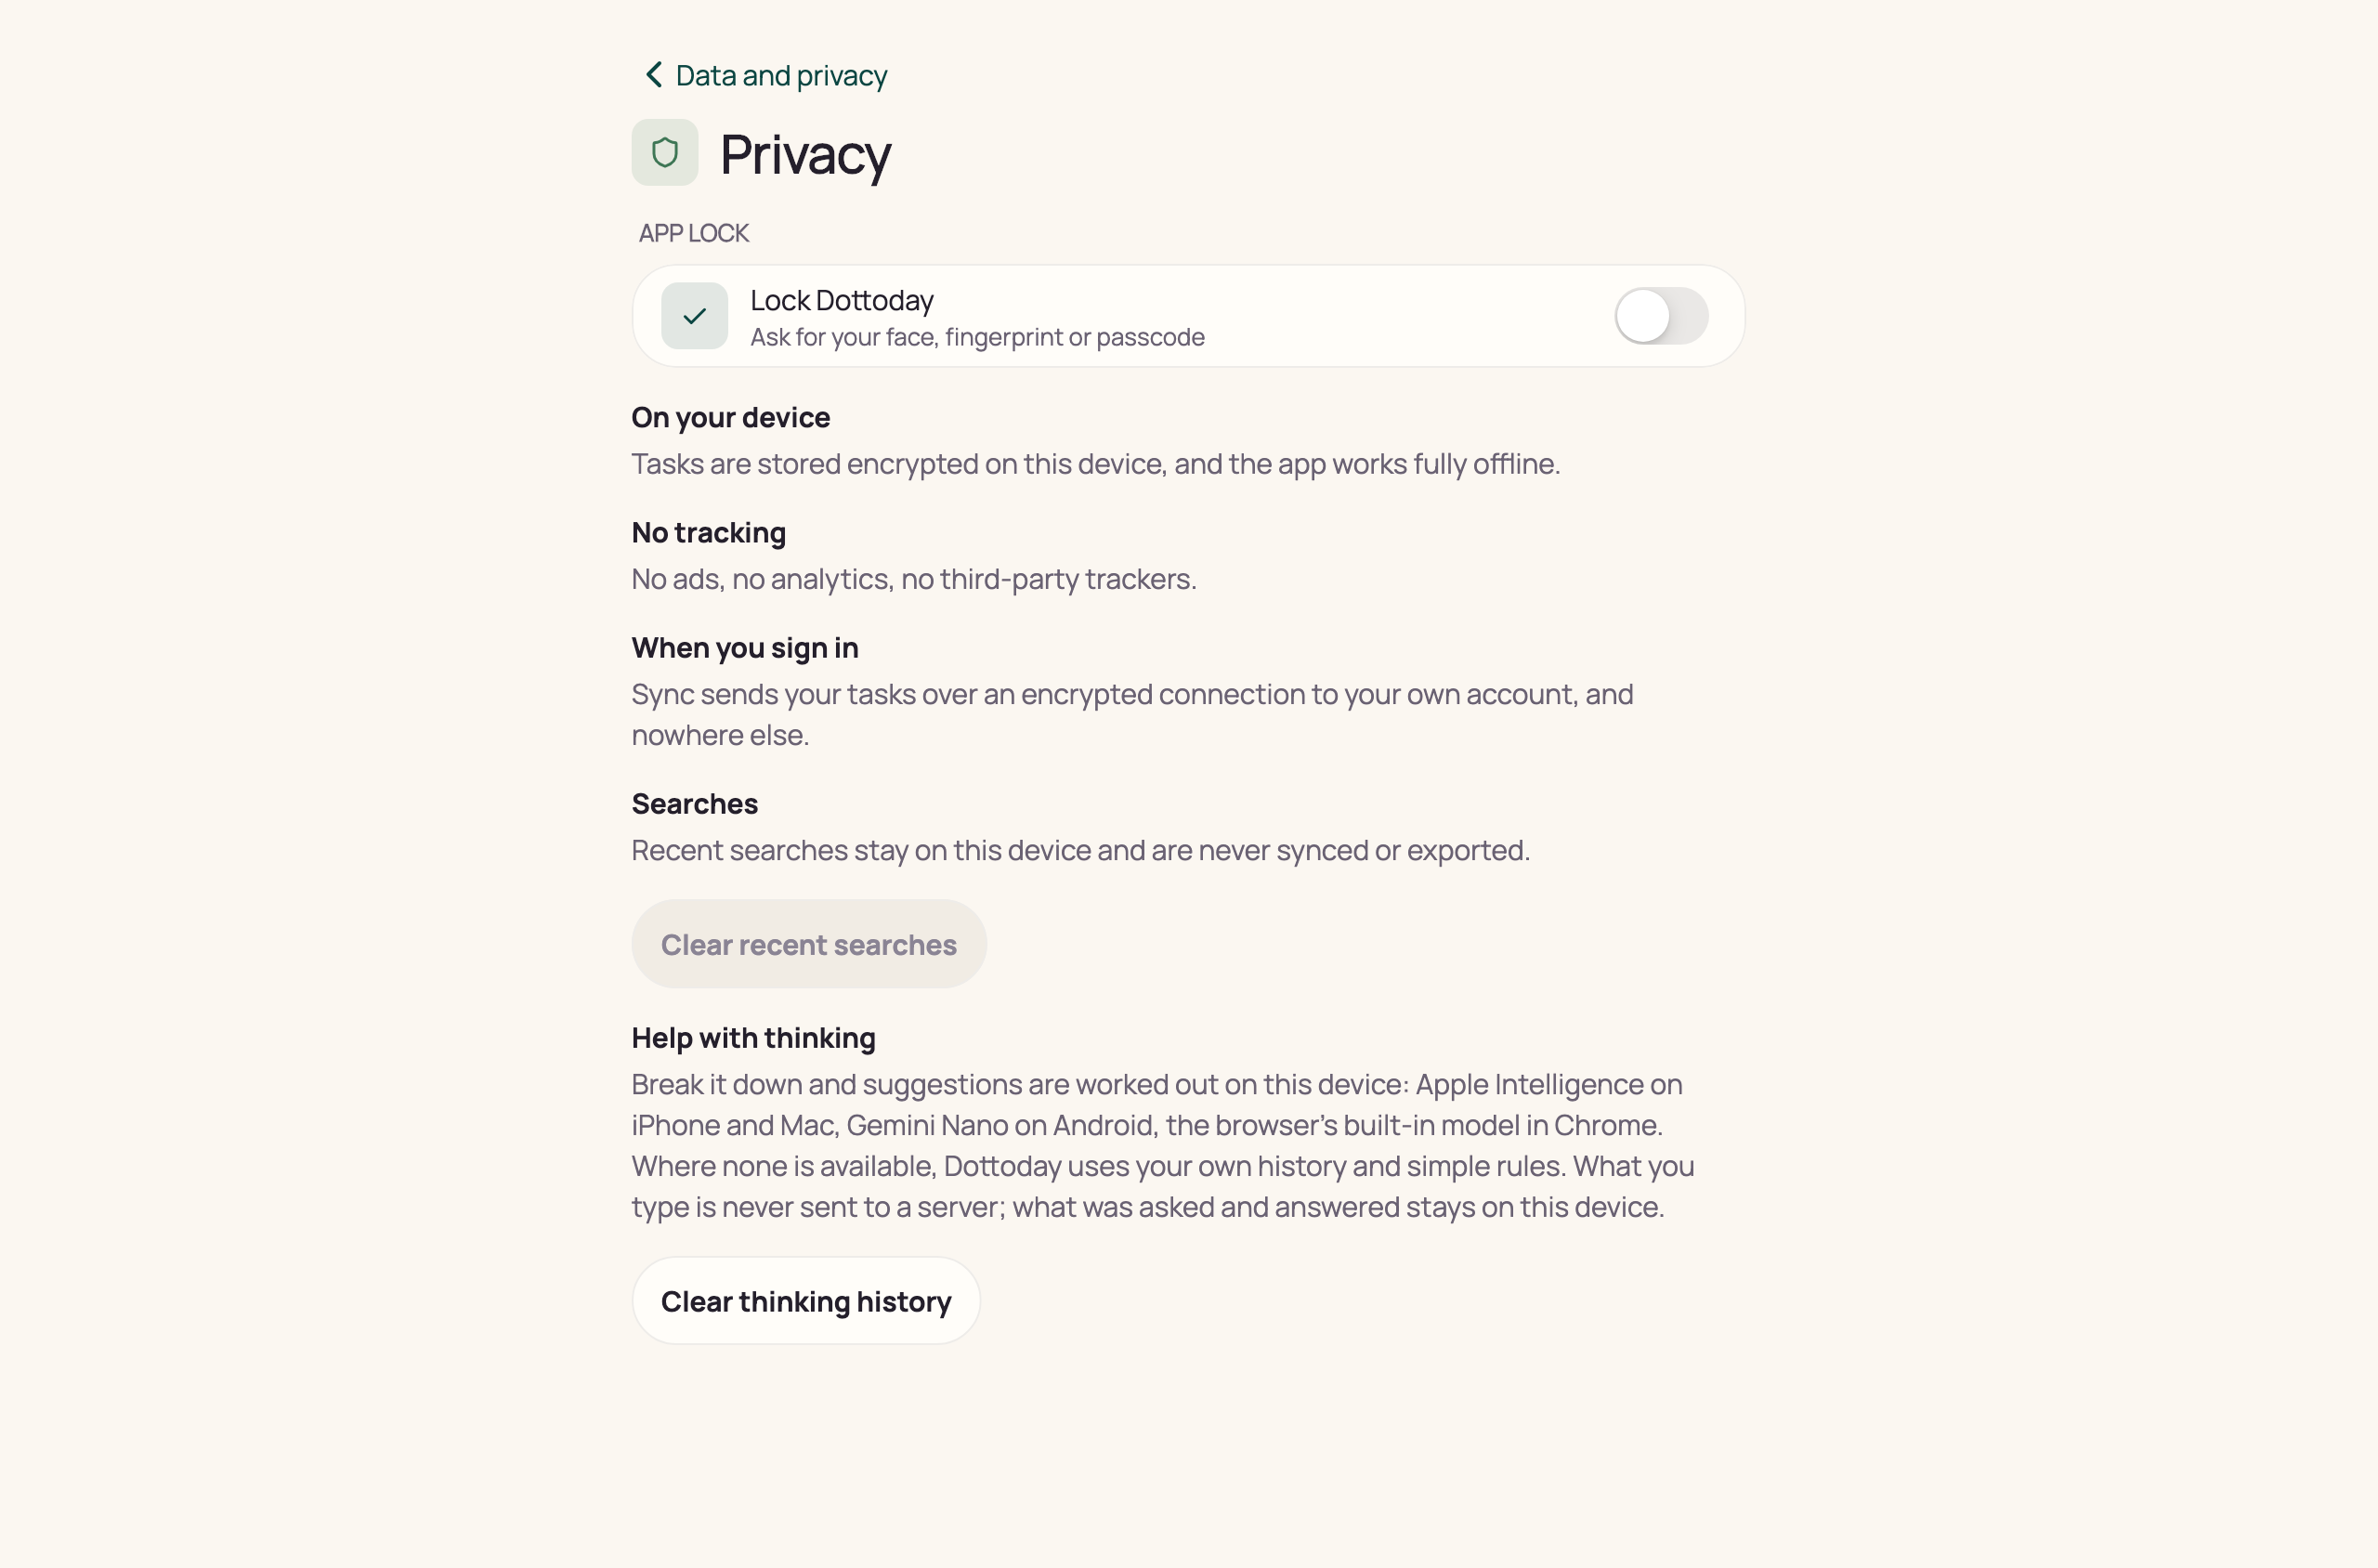 Data and privacy
Privacy
APP LOCK
Lock Dottoday
Ask for your face, fingerprint or passcode
On your device
Tasks are stored encrypted on this device, and the app works fully offline.
No tracking
No ads, no analytics, no third-party trackers.
When you sign in
Sync sends your tasks over an encrypted connection to your own account, and
nowhere else.
Searches
Recent searches stay on this device and are never synced or exported.
Clear recent searches
Help with thinking
Break it down and suggestions are worked out on this device: Apple Intelligence on
iPhone and Mac, Gemini Nano on Android, the browser’s built-in model in Chrome.
Where none is available, Dottoday uses your own history and simple rules. What you
type is never sent to a server; what was asked and answered stays on this device.
Clear thinking history